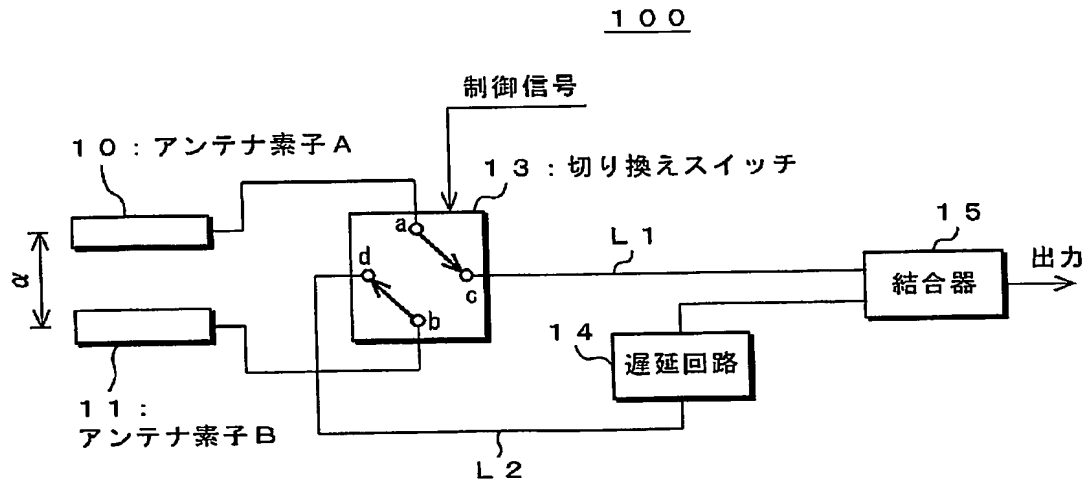 １００
制御信号
１０：アンテナ素子A
１３：切り換えスイッチ
１５
a
d
c
b
α
L１
結合器
出力
１４
遅延回路
１１：
アンテナ素子B
L２